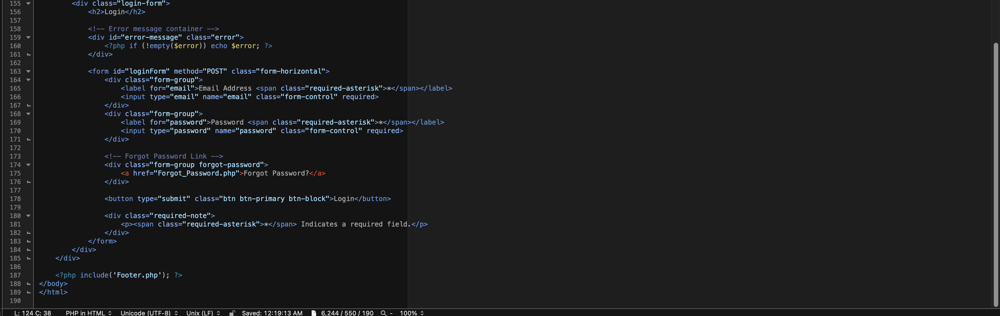 155 <div class="login-form">
156 <h2>Login</h2>
157
158 <!-- Error message container -->
159 <div id="error-message" class="error">
160 <?php if (!empty($error)) echo $error; ?>
161 </div>
162
163 <form id="loginForm" method="POST" class="form-horizontal">
164 <div class="form-group">
165 <label for="email">Email Address <span class="required-asterisk">*</span></label>
166 <input type="email" name="email" class="form-control" required>
167 </div>
168 <div class="form-group">
169 <label for="password">Password <span class="required-asterisk">*</span></label>
170 <input type="password" name="password" class="form-control" required>
171 </div>
172
173 <!-- Forgot Password Link -->
174 <div class="form-group forgot-password">
175 <a href="Forgot_Password.php">Forgot Password?</a>
176 </div>
177
178 <button type="submit" class="btn btn-primary btn-block">Login</button>
179
180 <div class="required-note">
181 <p><span class="required-asterisk">*</span> Indicates a required field.</p>
182 </div>
183 </form>
184 </div>
185 </div>
186
187 <?php include('Footer.php'); ?>
188 </body>
189 </html>
190
L: 124 C: 38 PHP in HTML Unicode (UTF-8) Unix (LF) Saved: 12:19:13 AM 6,244 / 550 / 190 - 100%